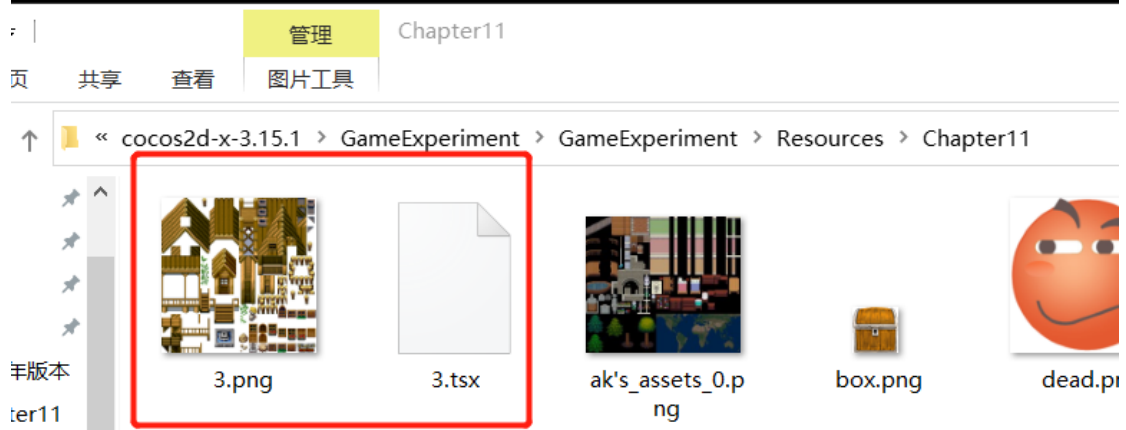 管理
Chapter11
页
共享
查看
图片工具
↑ « cocos2d-x-3.15.1 > GameExperiment > GameExperiment > Resources > Chapter11
年版本
ter11
3.png
3.tsx
ak's_assets_0.p
ng
box.png
dead.pr